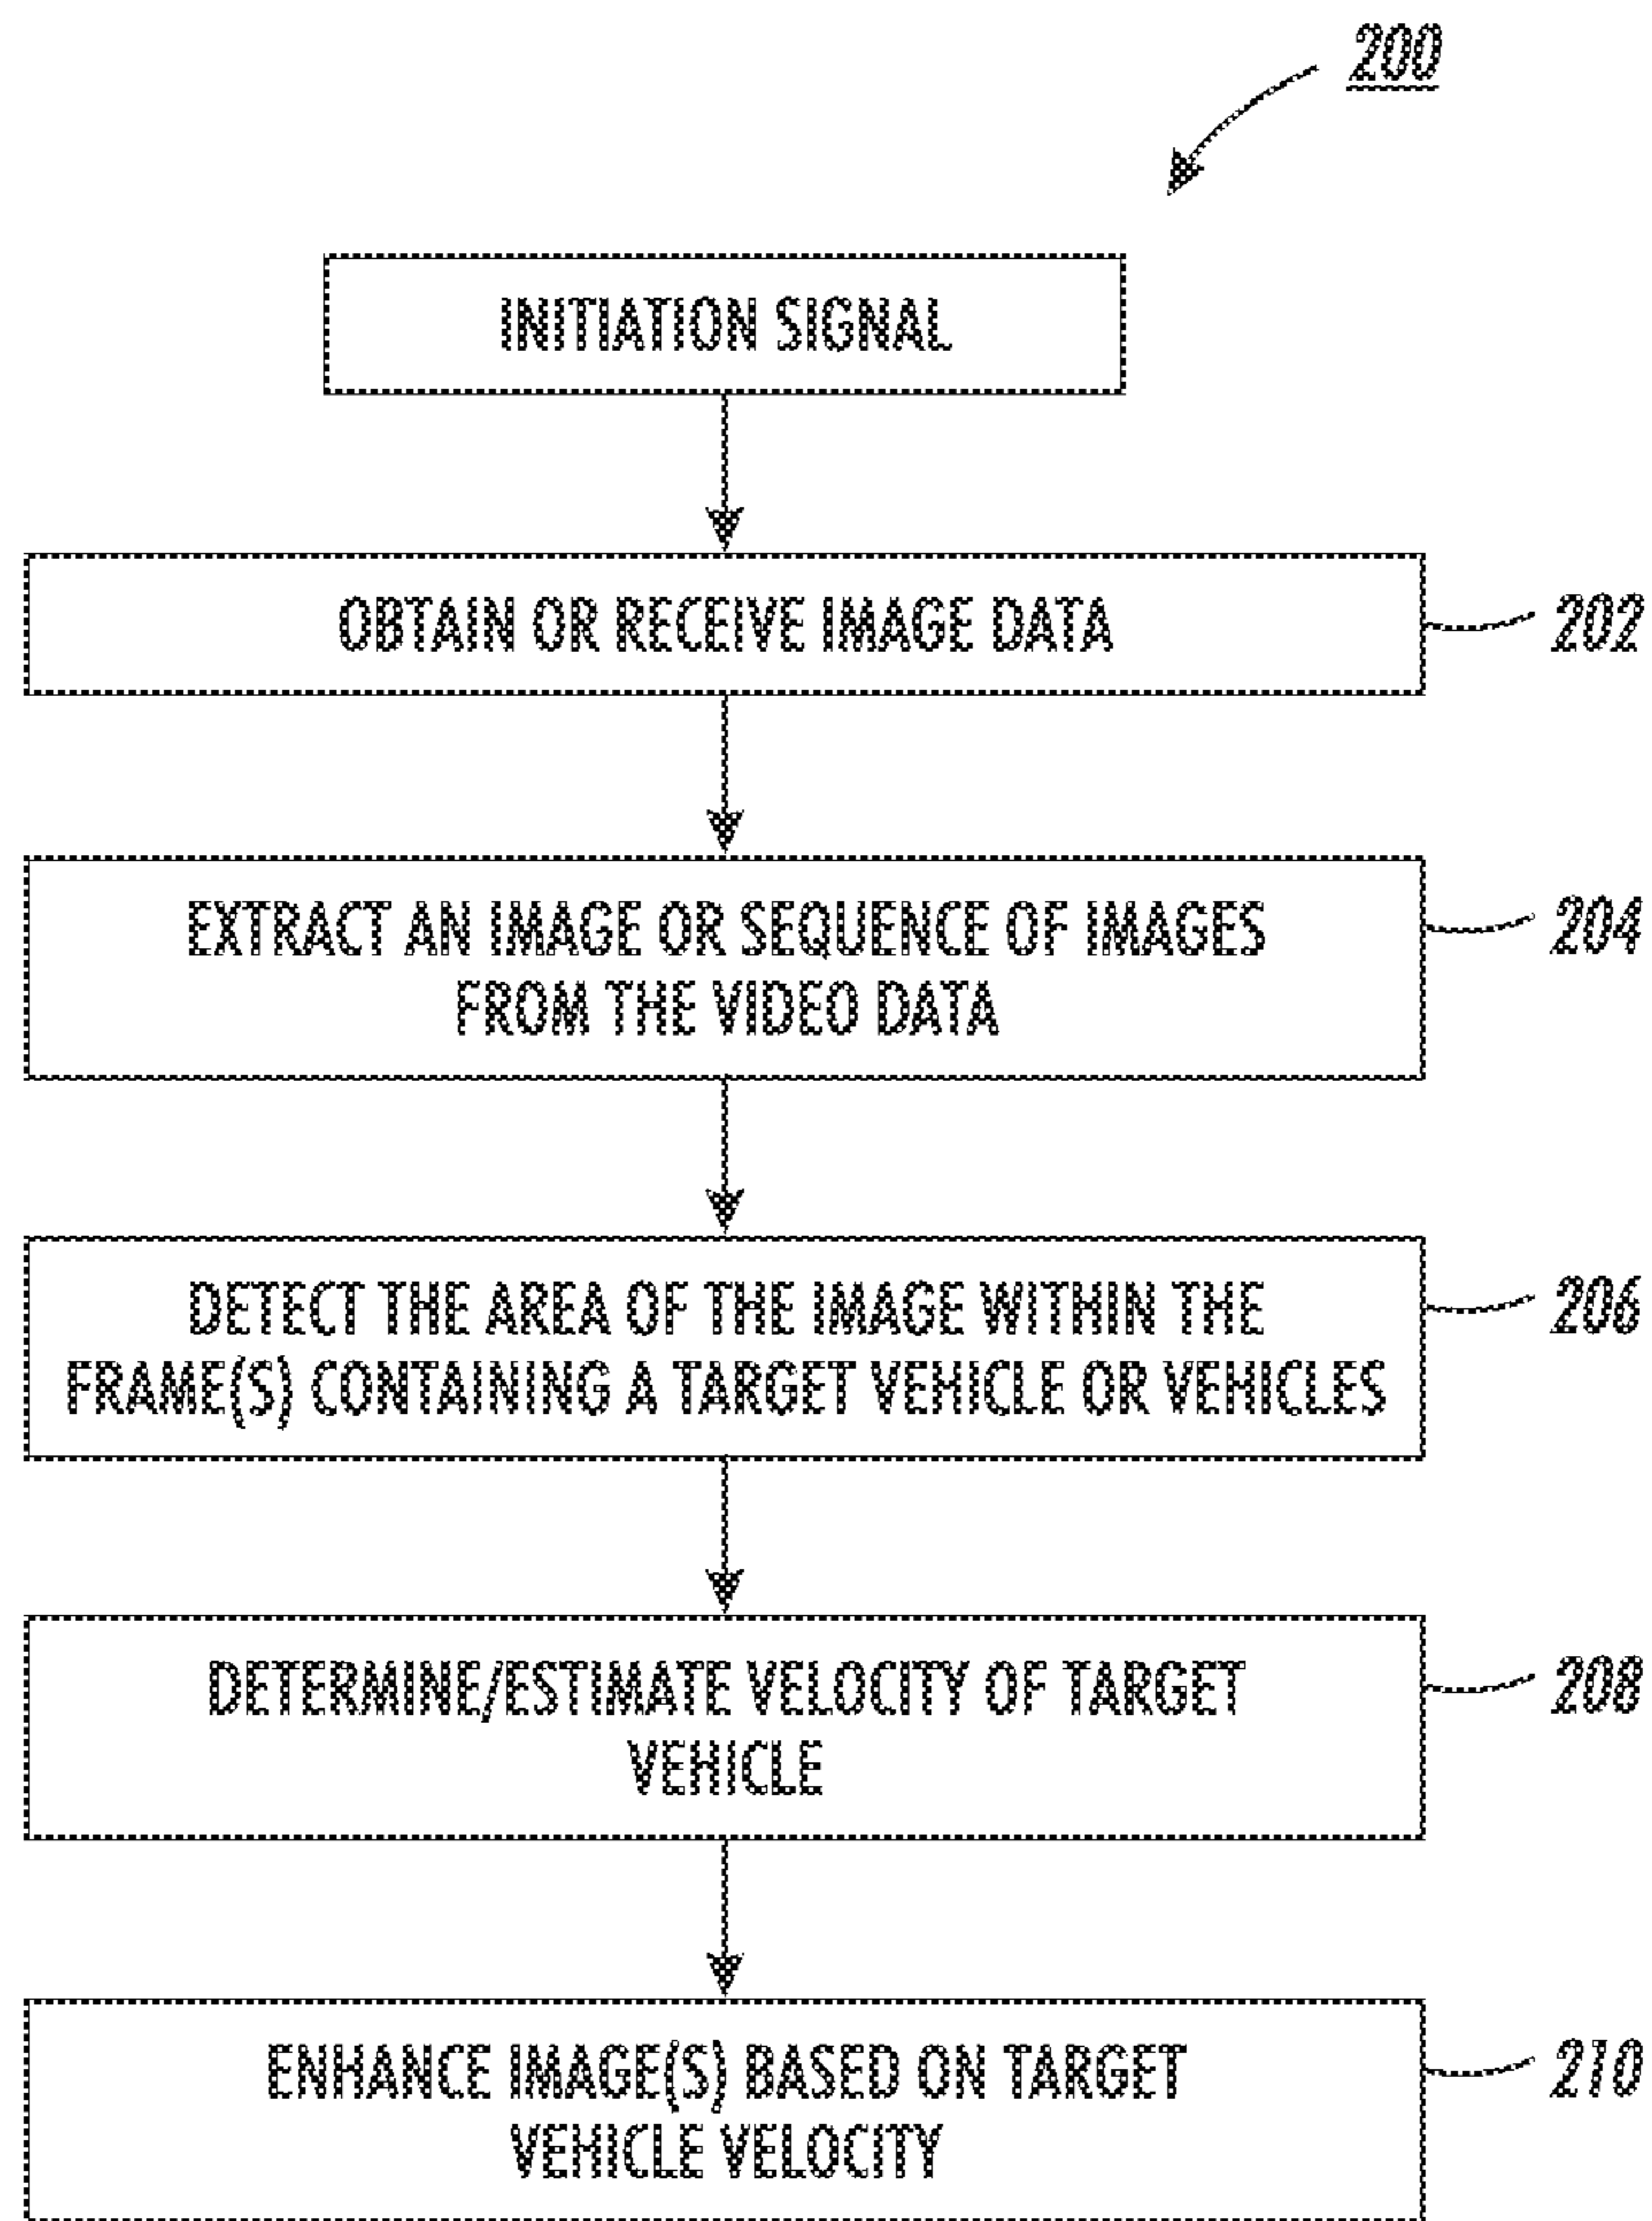 200
INITIATION SIGNAL
OBTAIN OR RECEIVE IMAGE DATA
202
EXTRACT AN IMAGE OR SEQUENCE OF IMAGES
FROM THE VIDEO DATA
204
DETECT THE AREA OF THE IMAGE WITHIN THE
FRAME(S) CONTAINING A TARGET VEHICLE OR VEHICLES
206
DETERMINE/ESTIMATE VELOCITY OF TARGET
VEHICLE
208
ENHANCE IMAGE(S) BASED ON TARGET
VEHICLE VELOCITY
210